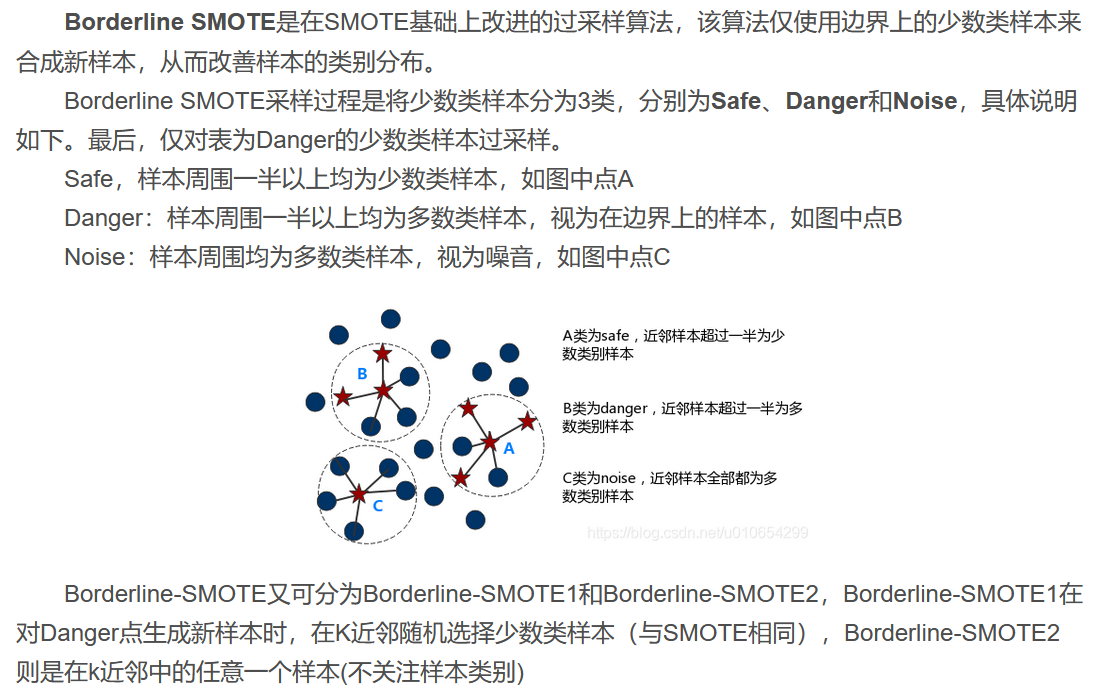 Borderline SMOTE是在SMOTE基础上改进的过采样算法，该算法仅使用边界上的少数类样本来
合成新样本，从而改善样本的类别分布。
Borderline SMOTE采样过程是将少数类样本分为3类，分别为Safe、Danger和Noise，具体说明
如下。最后，仅对表为Danger的少数类样本过采样。
Safe，样本周围一半以上均为少数类样本，如图中点A
Danger：样本周围一半以上均为多数类样本，视为在边界上的样本，如图中点B
Noise：样本周围均为多数类样本，视为噪音，如图中点C
B
A
C
A类为safe，近邻样本超过一半为少
数类别样本
B类为danger，近邻样本超过一半为多
数类别样本
C类为noise，近邻样本全部都为多
数类别样本
https://blog.csdn.net/u010654299
Borderline-SMOTE又可分为Borderline-SMOTE1和Borderline-SMOTE2，Borderline-SMOTE1在
对Danger点生成新样本时，在K近邻随机选择少数类样本（与SMOTE相同），Borderline-SMOTE2
则是在k近邻中的任意一个样本(不关注样本类别)